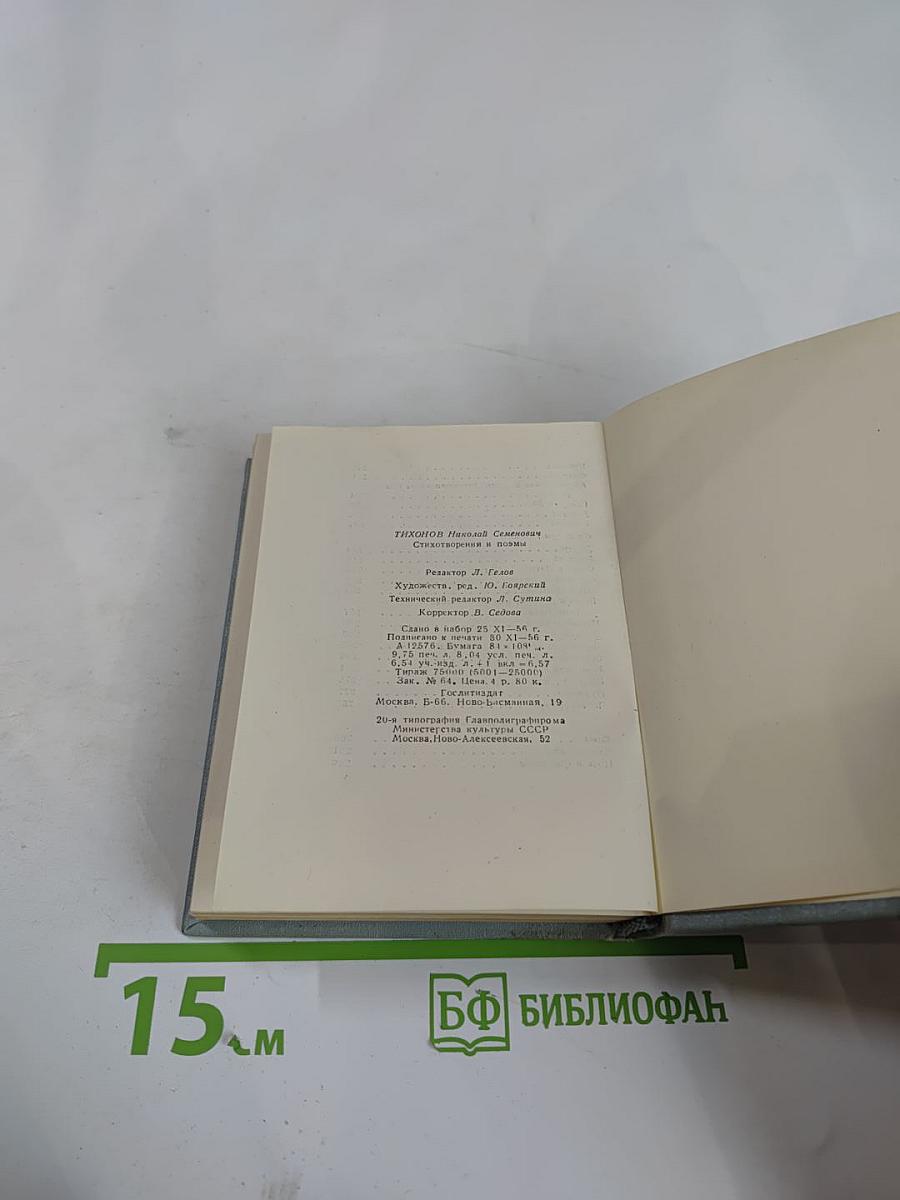 ТИХОНОВ Николай Семенович
Стихотворения и поэмы
Редактор Л. Гелов
Художеств. ред. Ю. Боярский
Технический редактор Л. Сутина
Корректор В. Седова
Сдано в набор 25 XI—56 г.
Подписано к печати 30 XI—56 г.
А 12576. Бумага 84×108¹
9,75 печ. л. 8,04 усл. печ. л.
6,54 уч.-изд. л. + 1 вкл = 6,57
Тираж 75000 (5001—25000)
Зак. № 64. Цена 4 р. 80 к.
Гослитиздат
Москва, Б-66, Ново-Басманная, 19
20-я типография Главполиграфпрома
Министерства культуры СССР
Москва, Ново-Алексеевская, 52
15 см
БФ БИБЛИОФАН